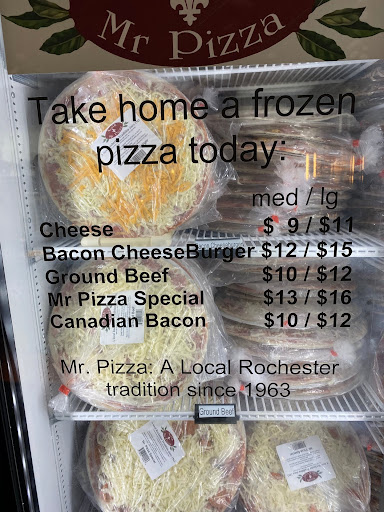 Mr Pizza
Take home a frozen
pizza today:
med / lg
Cheese $ 9 / $11
Bacon CheeseBurger $12 / $15
Ground Beef $10 / $12
Mr Pizza Special $13 / $16
Canadian Bacon $10 / $12
Mr. Pizza: A Local Rochester
tradition since 1963
Ground Beef